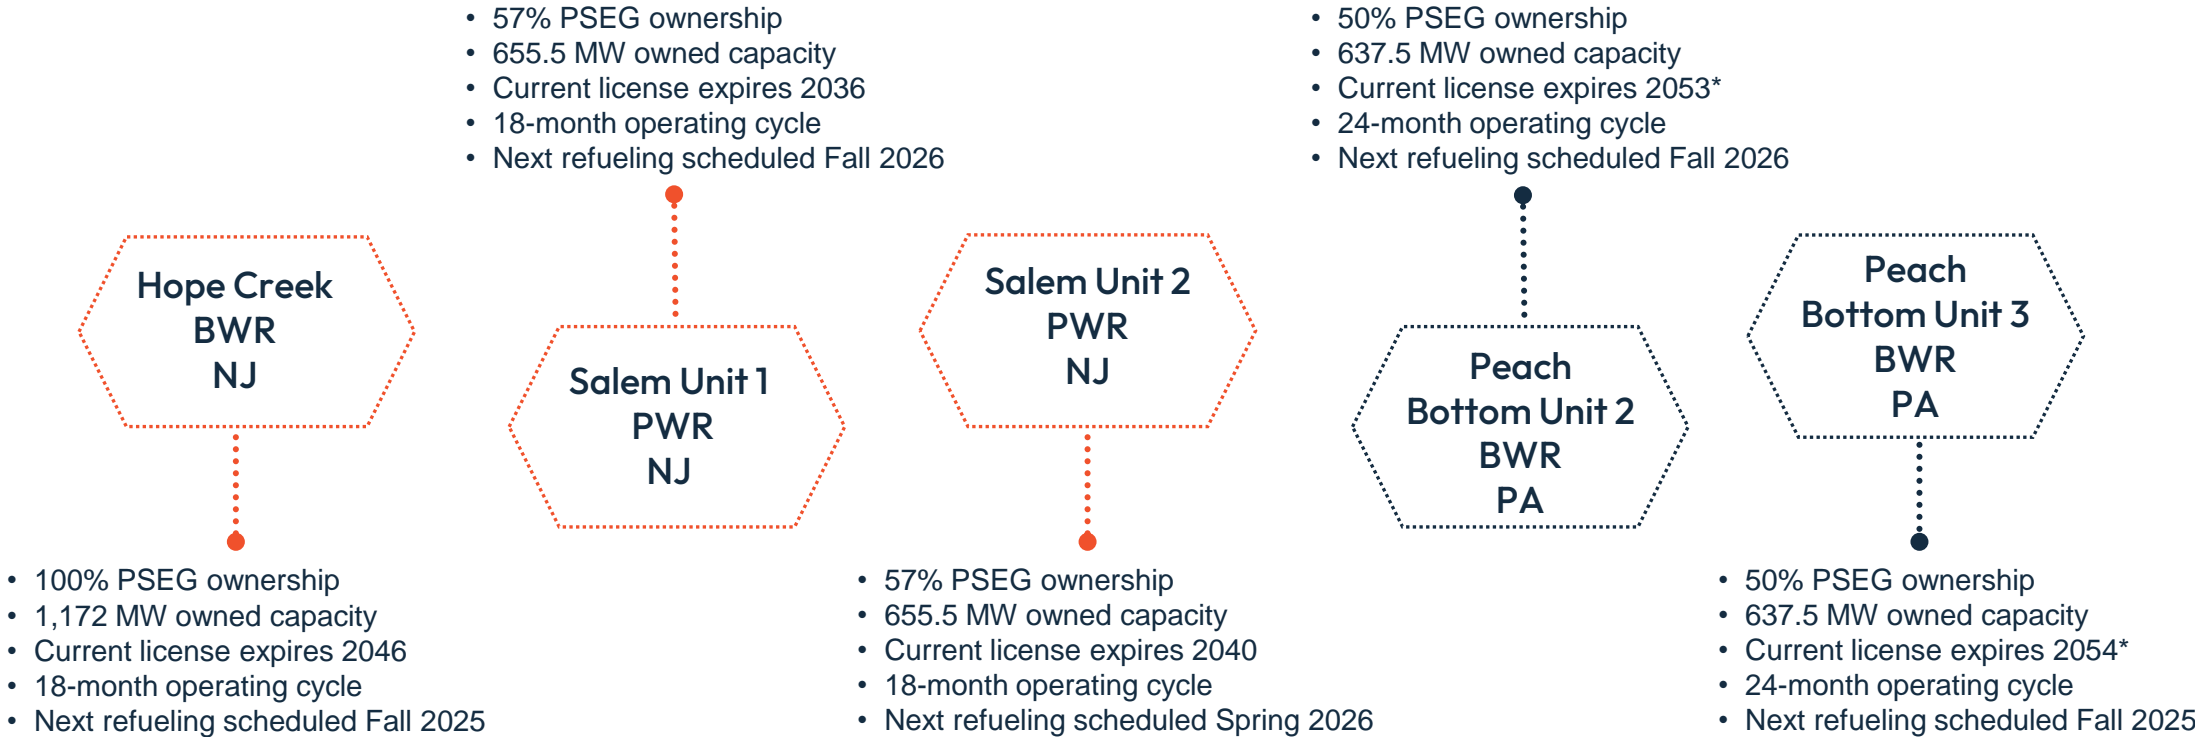 • 57% PSEG ownership
• 655.5 MW owned capacity
• Current license expires 2036
• 18-month operating cycle
• Next refueling scheduled Fall 2026
• 50% PSEG ownership
• 637.5 MW owned capacity
• Current license expires 2053*
• 24-month operating cycle
• Next refueling scheduled Fall 2026
Hope Creek
BWR
NJ
Salem Unit 1
PWR
NJ
Salem Unit 2
PWR
NJ
Peach
Bottom Unit 2
BWR
PA
Peach
Bottom Unit 3
BWR
PA
• 100% PSEG ownership
• 1,172 MW owned capacity
• Current license expires 2046
• 18-month operating cycle
• Next refueling scheduled Fall 2025
• 57% PSEG ownership
• 655.5 MW owned capacity
• Current license expires 2040
• 18-month operating cycle
• Next refueling scheduled Spring 2026
• 50% PSEG ownership
• 637.5 MW owned capacity
• Current license expires 2054*
• 24-month operating cycle
• Next refueling scheduled Fall 2025